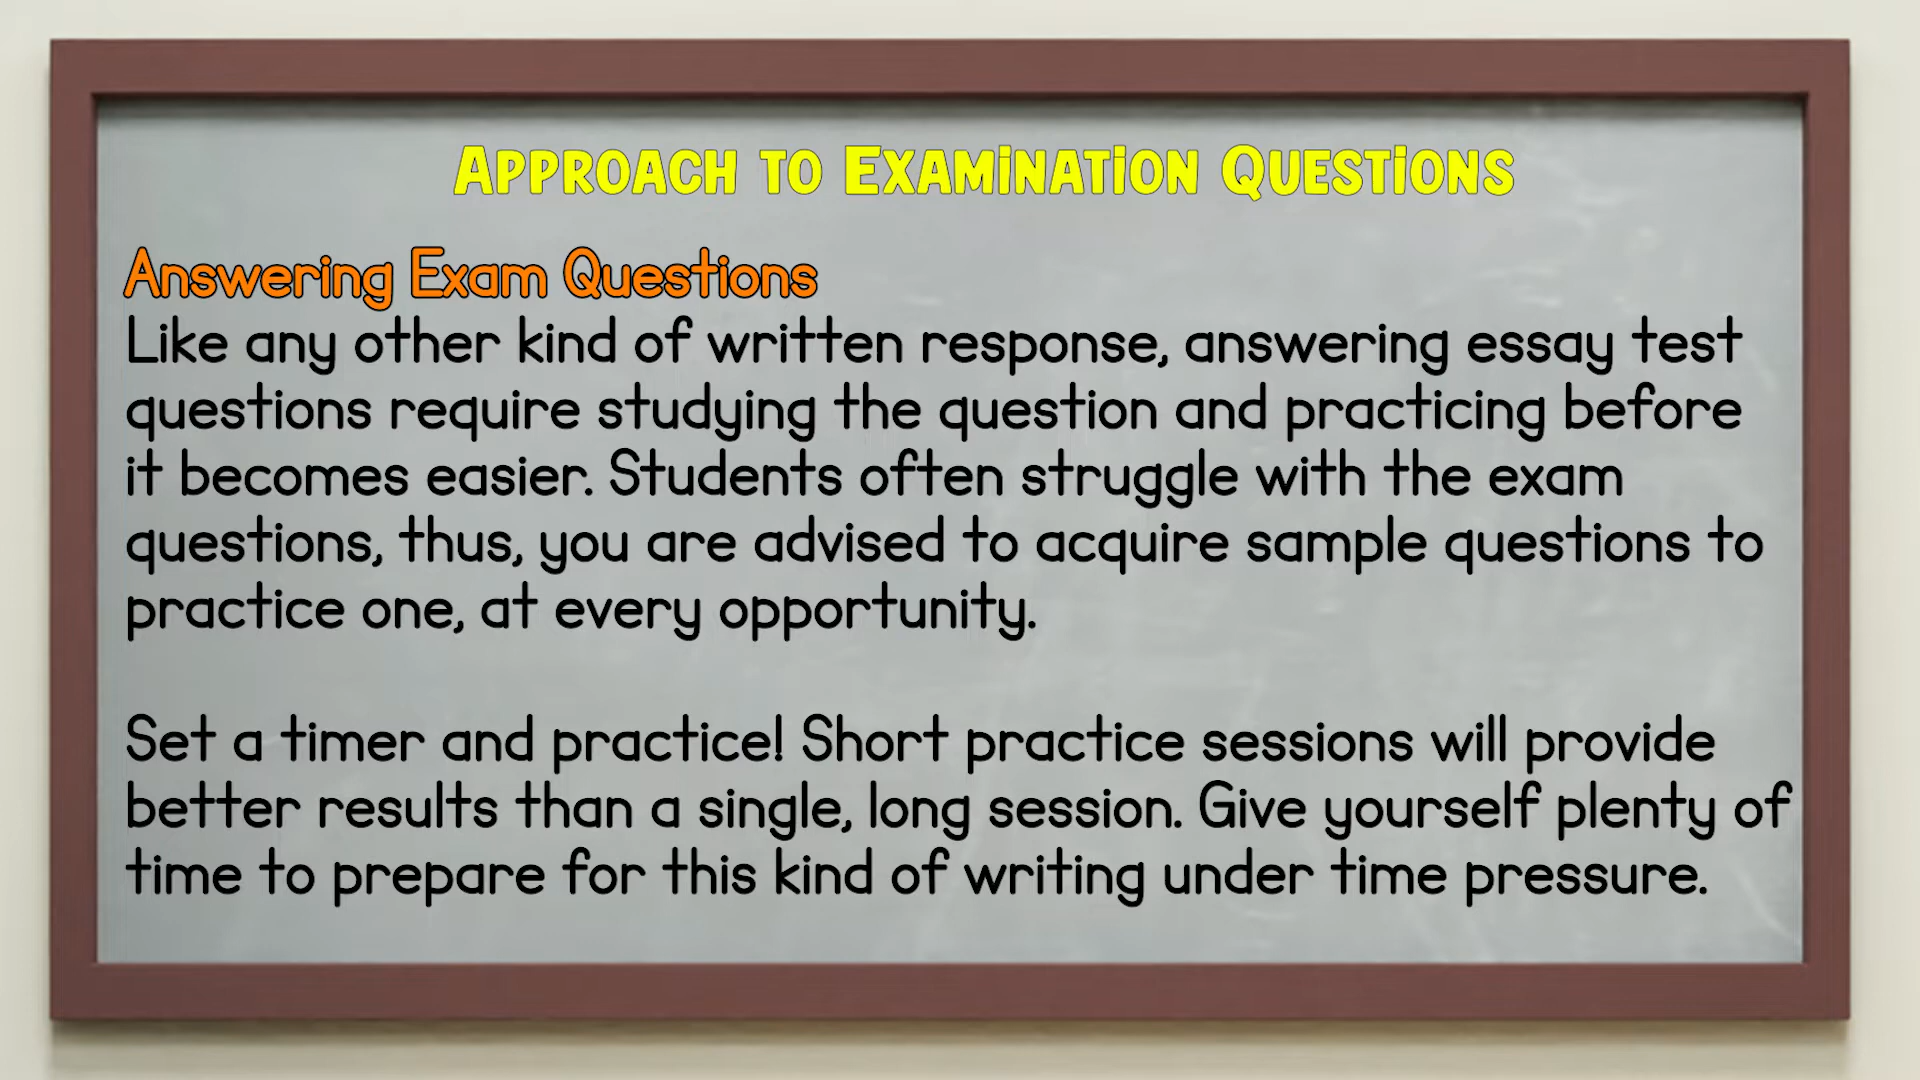 Approach to Examination Questions
Answering Exam Questions
Like any other kind of written response, answering essay test
questions require studying the question and practicing before
it becomes easier. Students often struggle with the exam
questions, thus, you are advised to acquire sample questions to
practice one, at every opportunity.
Set a timer and practice! Short practice sessions will provide
better results than a single, long session. Give yourself plenty of
time to prepare for this kind of writing under time pressure.